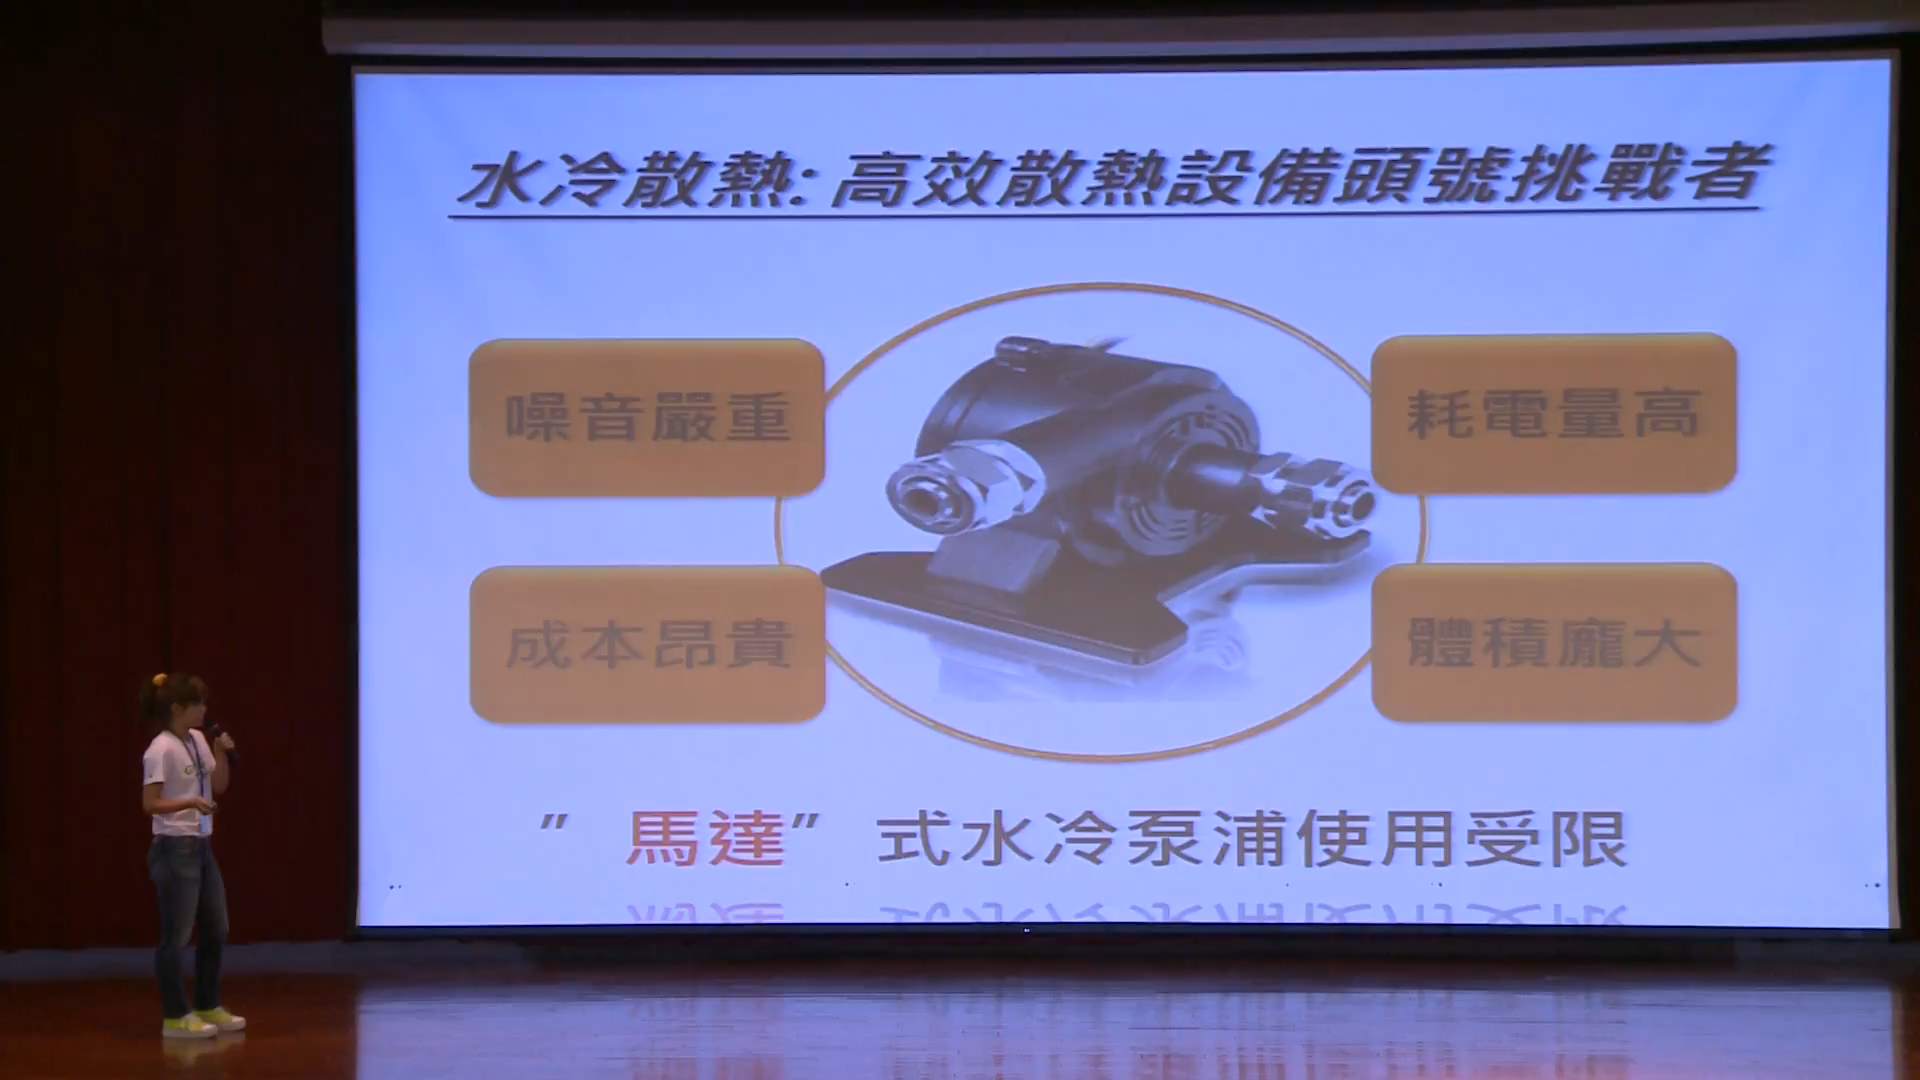 水冷散熱:高效散熱設備頭號挑戰者
噪音嚴重
耗電量高
成本昂貴
體積龐大
”馬達”式水冷泵浦使用受限